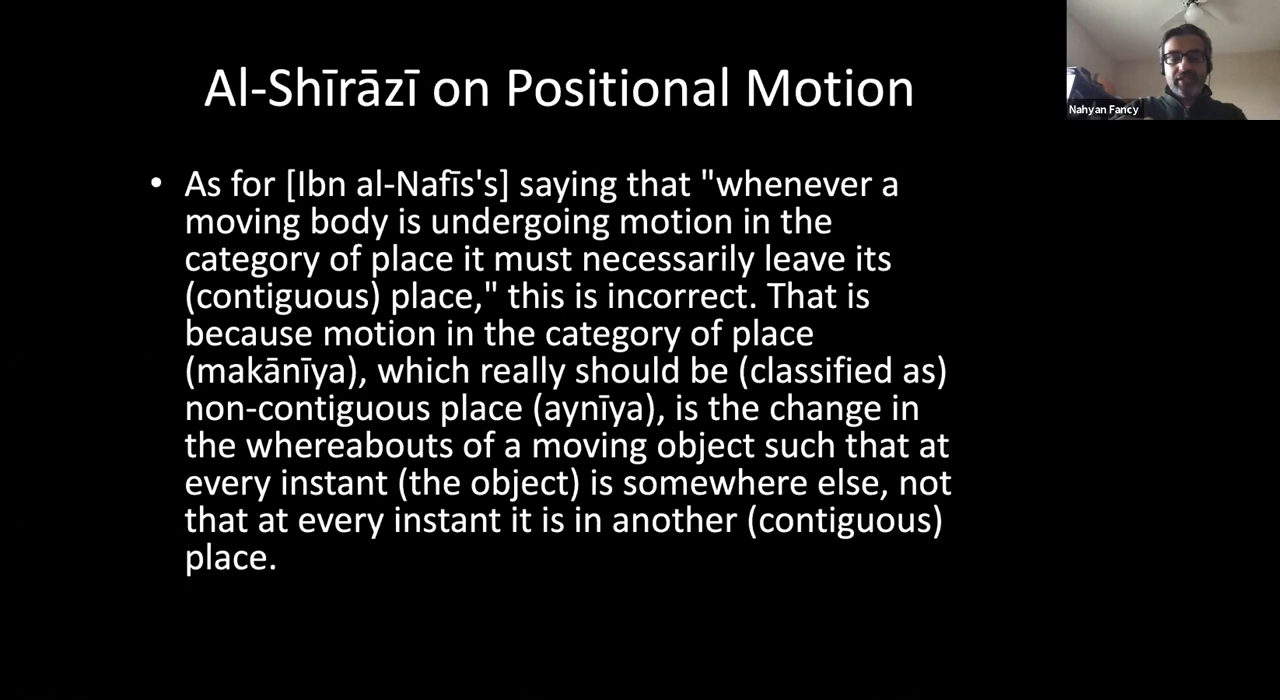 Al-Shīrāzī on Positional Motion
Nahyan Fancy
• As for [Ibn al-Nafīs's] saying that "whenever a
moving body is undergoing motion in the
category of place it must necessarily leave its
(contiguous) place," this is incorrect. That is
because motion in the category of place
(makānīya), which really should be (classified as)
non-contiguous place (aynīya), is the change in
the whereabouts of a moving object such that at
every instant (the object) is somewhere else, not
that at every instant it is in another (contiguous)
place.